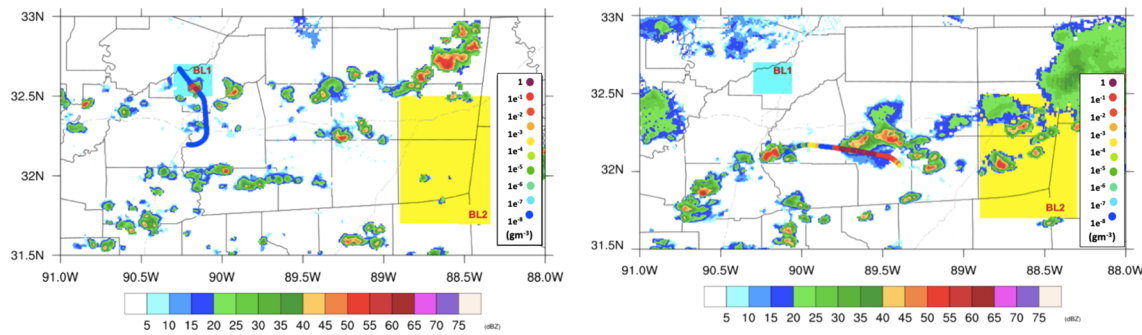 33N
32.5N
32N
31.5N
91.0W
90.5W
90W
89.5W
89W
88.5W
88.0W
BL1
BL2
1
1e-1
1e-2
1e-3
1e-4
1e-5
1e-6
1e-7
1e-8
(gm-3)
5 10 15 20 25 30 35 40 45 50 55 60 65 70 75
(dBZ)
33N
32.5N
32N
31.5N
91.0W
90.5W
90W
89.5W
89W
88.5W
88.0W
BL1
BL2
1
1e-1
1e-2
1e-3
1e-4
1e-5
1e-6
1e-7
1e-8
(gm-3)
5 10 15 20 25 30 35 40 45 50 55 60 65 70 75
(dBZ)